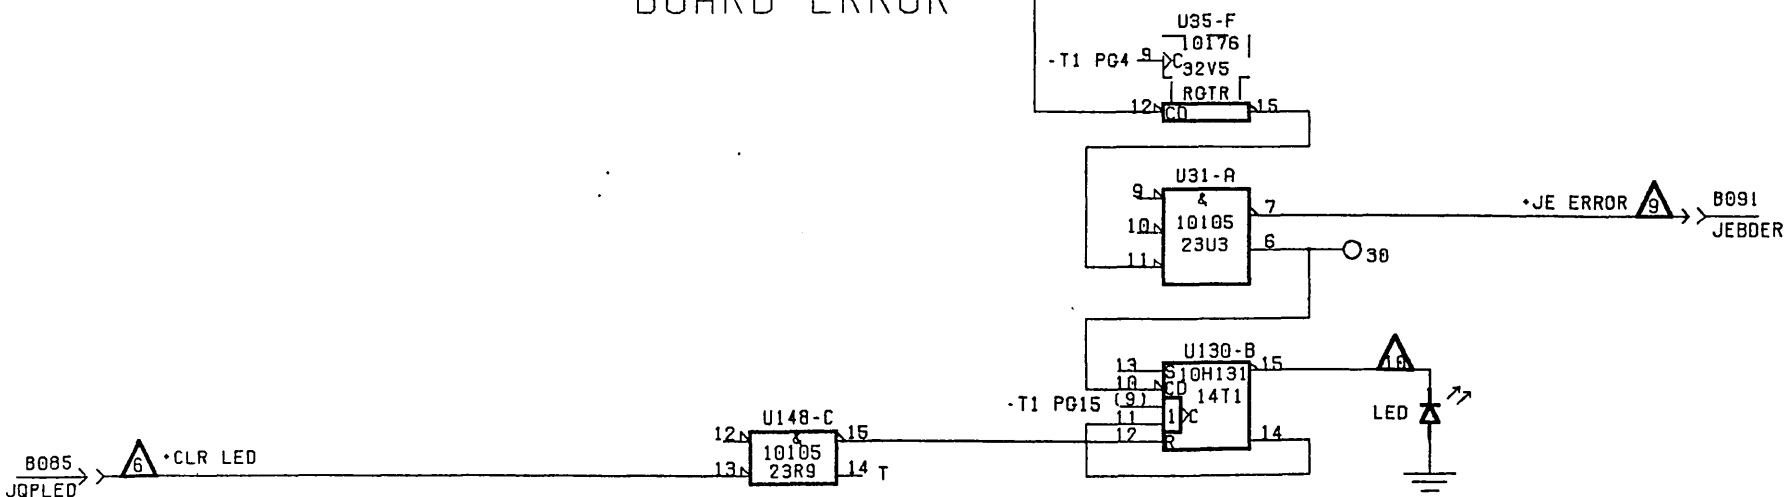 BOARD ERROR
U35-F
10176
-T1 PG4 9 C
32V5
RGTR
12 CD 15
U31-A
9 &
10 10105
23U3
11
7
6
30
+JE ERROR 9 B091
JEBDER
U130-B
13 S 10H131 15
10 CD 14T1
-T1 PG15 (9)
11 1 C
12 R 14
10
LED
U148-C
12 & 15
10105
13 23R9 14 T
B085 6 +CLR LED
JQPLED